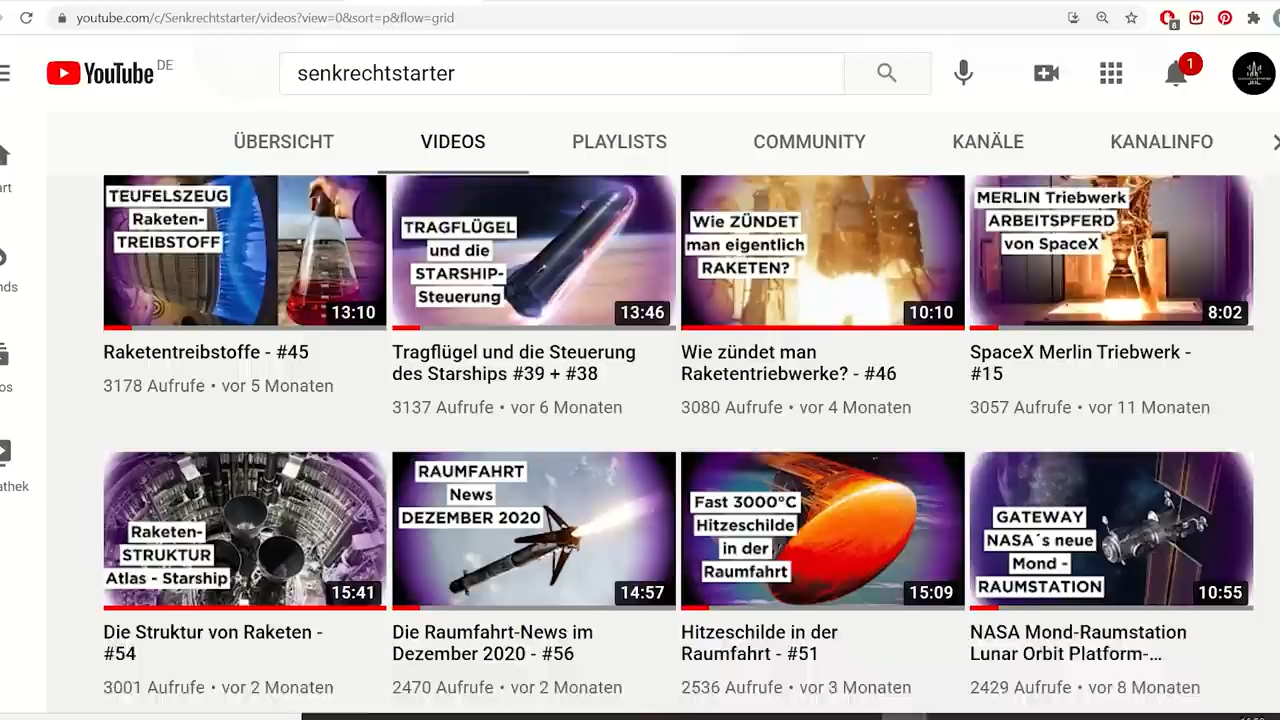 youtube.com/c/Senkrechtstarter/videos?view=0&sort=p&flow=grid
8
YouTube DE
senkrechtstarter
1
ÜBERSICHT
VIDEOS
PLAYLISTS
COMMUNITY
KANÄLE
KANALINFO
TEUFELSZEUG
Raketen-
TREIBSTOFF
13:10
Raketentreibstoffe - #45
3178 Aufrufe • vor 5 Monaten
TRAGFLÜGEL
und die
STARSHIP-
Steuerung
13:46
Tragflügel und die Steuerung
des Starships #39 + #38
3137 Aufrufe • vor 6 Monaten
Wie ZÜNDET
man eigentlich
RAKETEN?
10:10
Wie zündet man
Raketentriebwerke? - #46
3080 Aufrufe • vor 4 Monaten
MERLIN Triebwerk
ARBEITSPFERD
von SpaceX
8:02
SpaceX Merlin Triebwerk -
#15
3057 Aufrufe • vor 11 Monaten
Raketen-
STRUKTUR
Atlas - Starship
15:41
Die Struktur von Raketen -
#54
3001 Aufrufe • vor 2 Monaten
RAUMFAHRT
News
DEZEMBER 2020
14:57
Die Raumfahrt-News im
Dezember 2020 - #56
2470 Aufrufe • vor 2 Monaten
Fast 3000°C
Hitzeschilde
in der
Raumfahrt
15:09
Hitzeschilde in der
Raumfahrt - #51
2536 Aufrufe • vor 3 Monaten
GATEWAY
NASA´s neue
Mond -
RAUMSTATION
10:55
NASA Mond-Raumstation
Lunar Orbit Platform-...
2429 Aufrufe • vor 8 Monaten